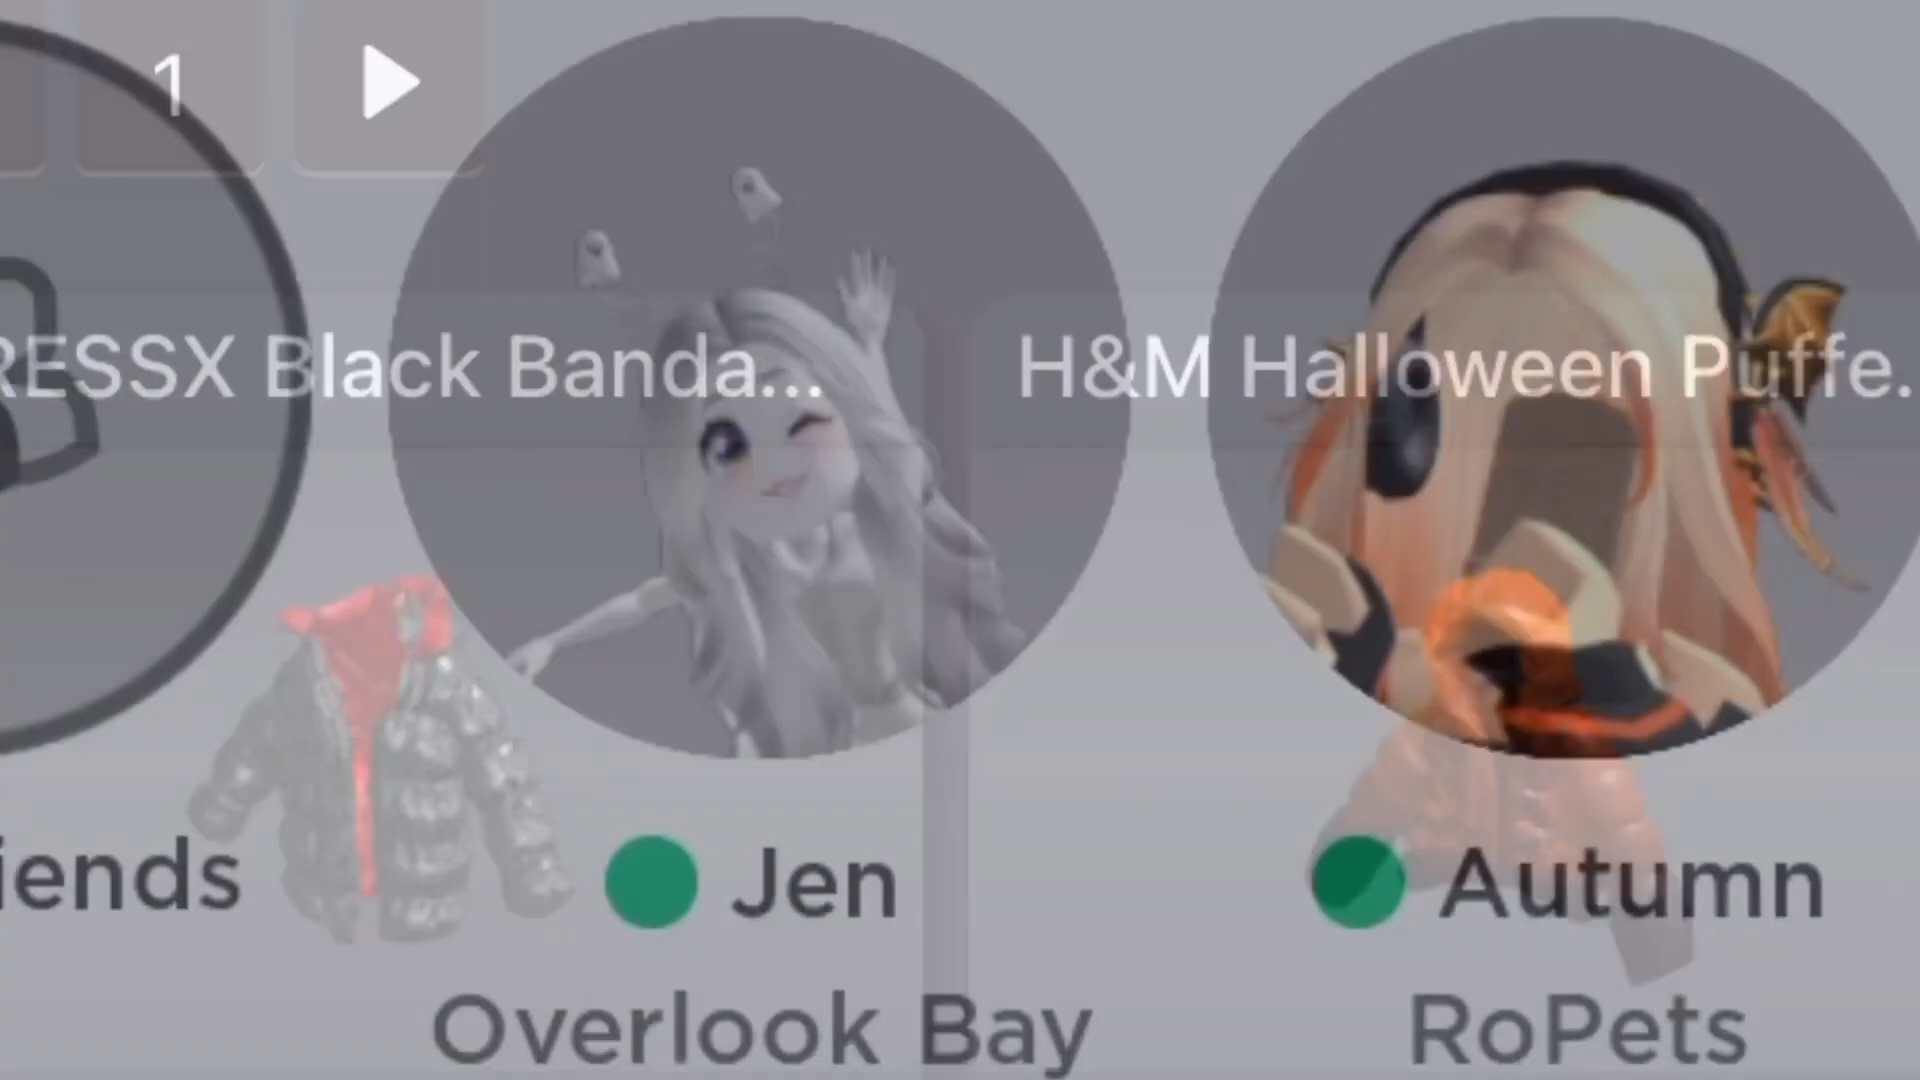 1
RESSX Black Banda...
H&M Halloween Puffe.
iends
Jen
Autumn
Overlook Bay
RoPets